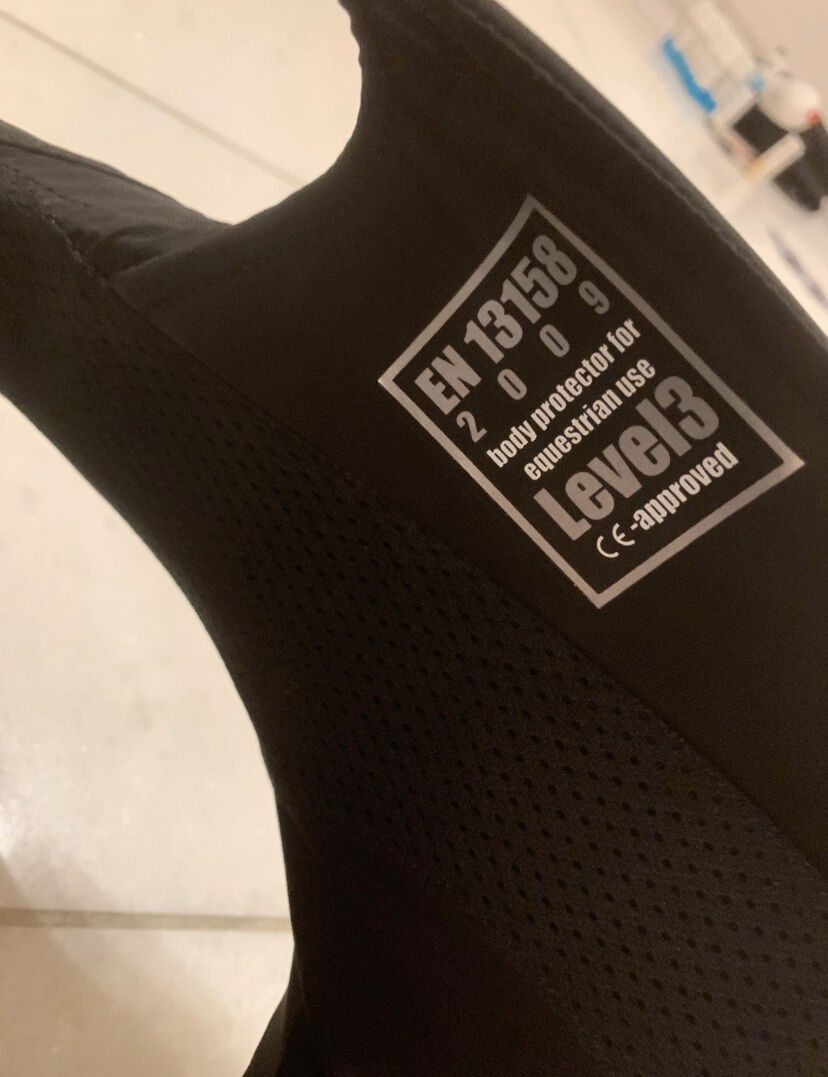 EN 13158
2009
body protector for
equestrian use
Level3
CE-approved